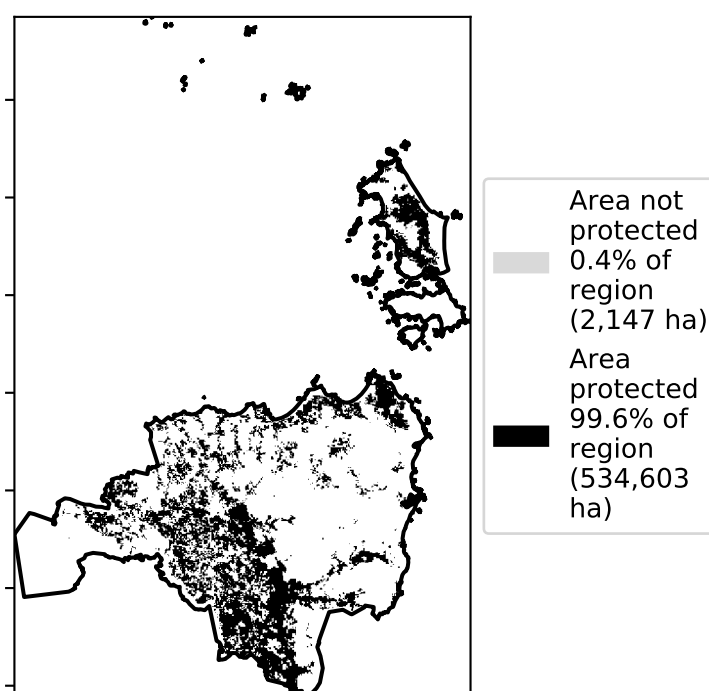 Area not
protected
0.4% of
region
(2,147 ha)
Area
protected
99.6% of
region
(534,603
ha)